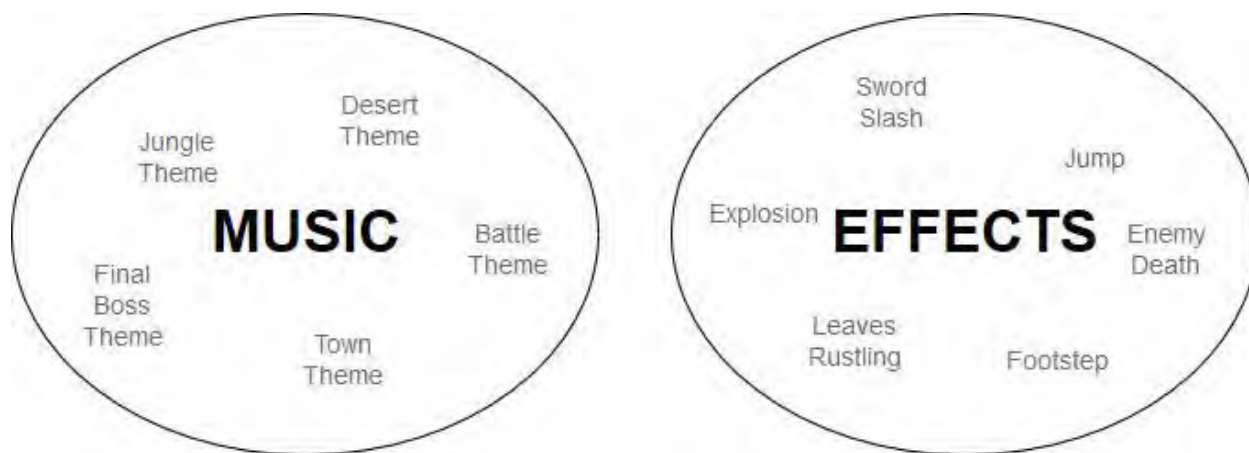 Desert
Theme
Jungle
Theme
MUSIC
Battle
Theme
Final
Boss
Theme
Town
Theme
Sword
Slash
Jump
Explosion
EFFECTS
Enemy
Death
Leaves
Rustling
Footstep